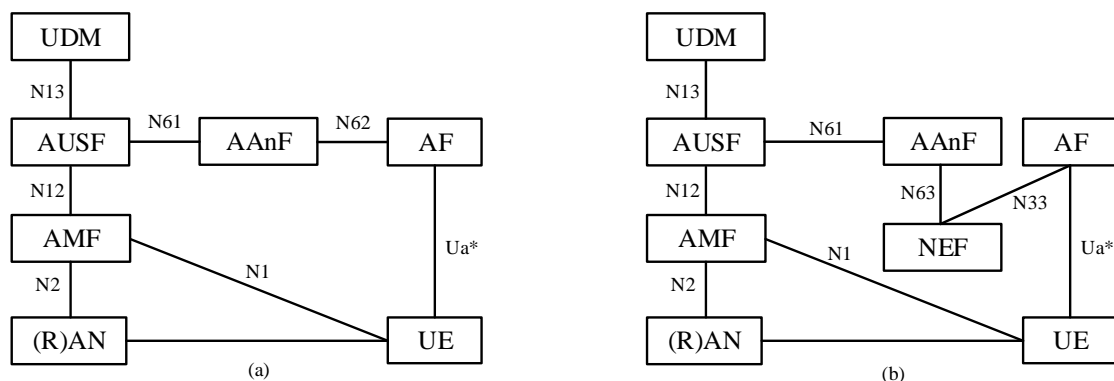 UDM
N13
AUSF
N61
AAnF
N62
AF
N12
AMF
N1
Ua*
N2
(R)AN
UE
(a)
UDM
N13
AUSF
N61
AAnF
AF
N12
N63
N33
AMF
NEF
N1
Ua*
N2
(R)AN
UE
(b)